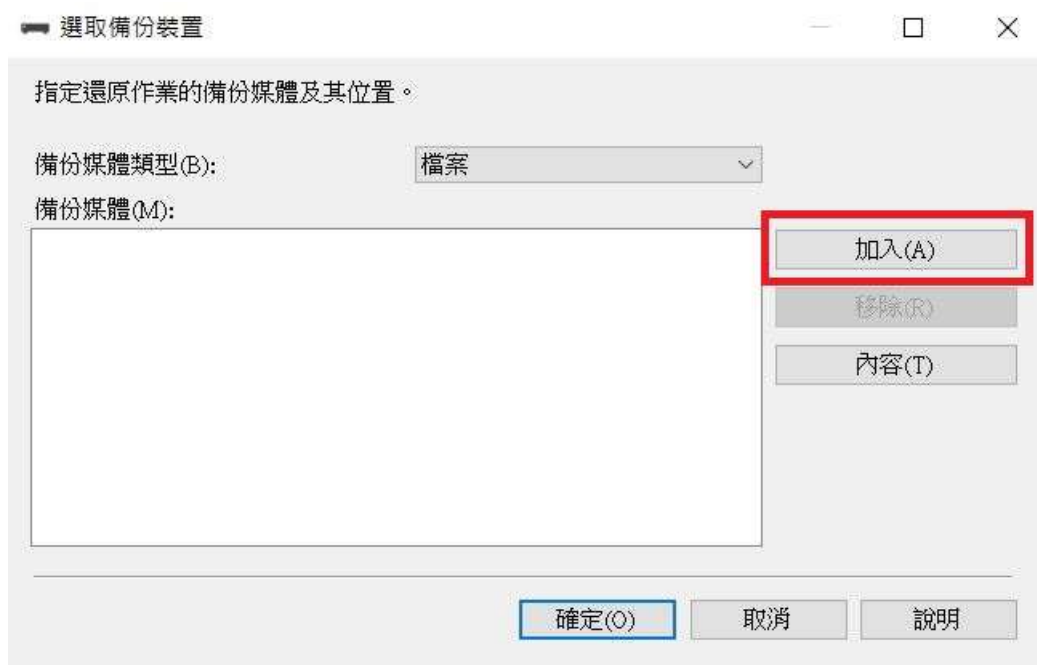 選取備份裝置
指定還原作業的備份媒體及其位置。
備份媒體類型(B):
檔案
備份媒體(M):
加入(A)
移除(R)
內容(T)
確定(O)
取消
說明